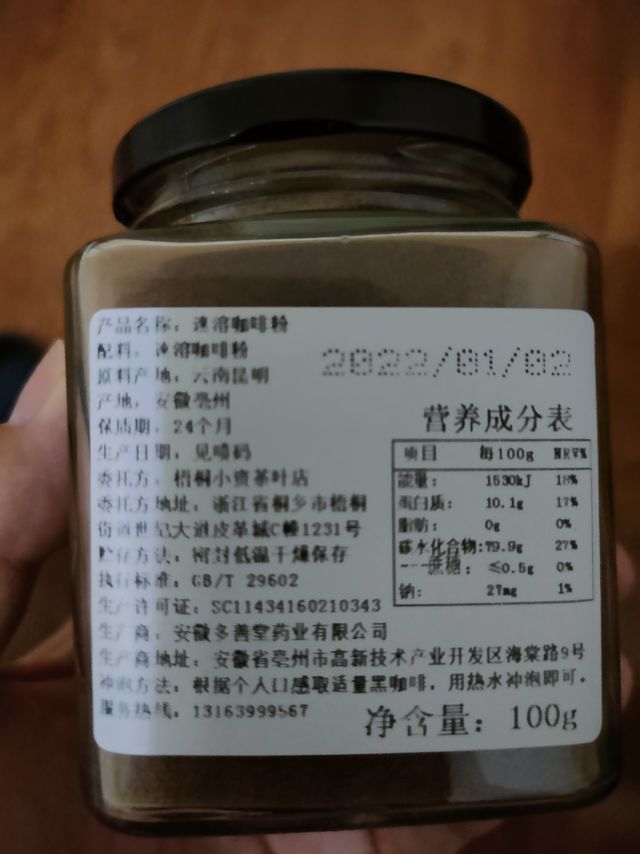 产品名称：速溶咖啡粉
配料：速溶咖啡粉
原料产地：云南昆明
产地：安徽亳州
保质期：24个月
生产日期：见喷码
委托方：梧桐小资茶叶店
委托方地址：浙江省桐乡市梧桐
街道世纪大道皮革城C幢1231号
贮存方法：密封低温干燥保存
执行标准：GB/T 29602
生产许可证：SC11434160210343
生产商：安徽多善堂药业有限公司
生产商地址：安徽省亳州市高新技术产业开发区海棠路9号
冲泡方法：根据个人口感取适量黑咖啡，用热水冲泡即可。
服务热线：13163999567
2022/01/02
营养成分表
项目 每100g NRV%
能量： 1530kJ 18%
蛋白质： 10.1g 17%
脂肪： 0g 0%
碳水化合物：79.9g 27%
---蔗糖： ≤0.5g 0%
钠： 27mg 1%
净含量：100g